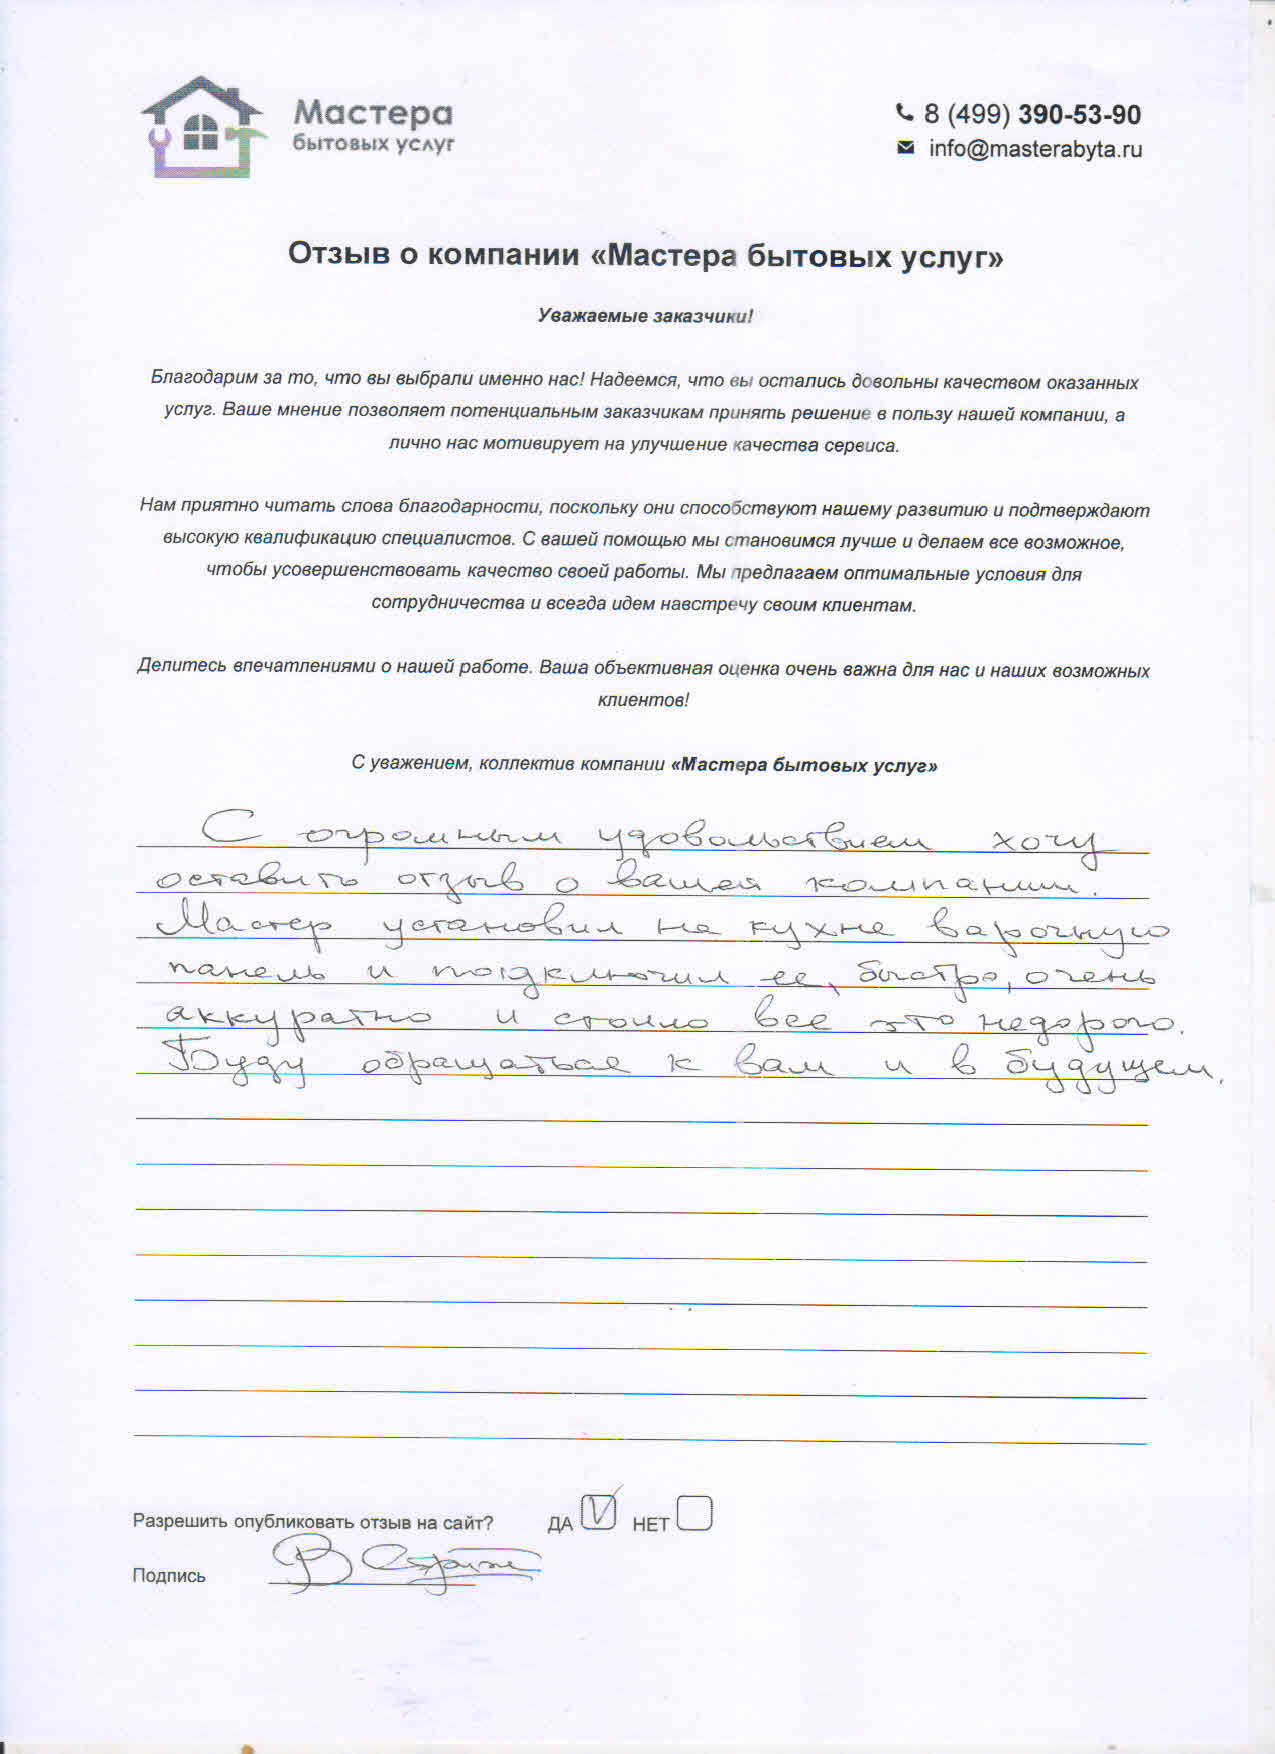 Мастера
бытовых услуг
8 (499) 390-53-90
info@masterabyta.ru
Отзыв о компании «Мастера бытовых услуг»
Уважаемые заказчики!
Благодарим за то, что вы выбрали именно нас! Надеемся, что вы остались довольны качеством оказанных
услуг. Ваше мнение позволяет потенциальным заказчикам принять решение в пользу нашей компании, а
лично нас мотивирует на улучшение качества сервиса.
Нам приятно читать слова благодарности, поскольку они способствуют нашему развитию и подтверждают
высокую квалификацию специалистов. С вашей помощью мы становимся лучше и делаем все возможное,
чтобы усовершенствовать качество своей работы. Мы предлагаем оптимальные условия для
сотрудничества и всегда идем навстречу своим клиентам.
Делитесь впечатлениями о нашей работе. Ваша объективная оценка очень важна для нас и наших возможных
клиентов!
С уважением, коллектив компании «Мастера бытовых услуг»
С огромным удовольствием хочу
оставить отзыв о вашей компании.
Мастер установил на кухне варочную
панель и подключил ее, быстро, очень
аккуратно и стоило все это недорого.
Буду обращаться к вам и в будущем.
Разрешить опубликовать отзыв на сайт? ДА НЕТ
Подпись